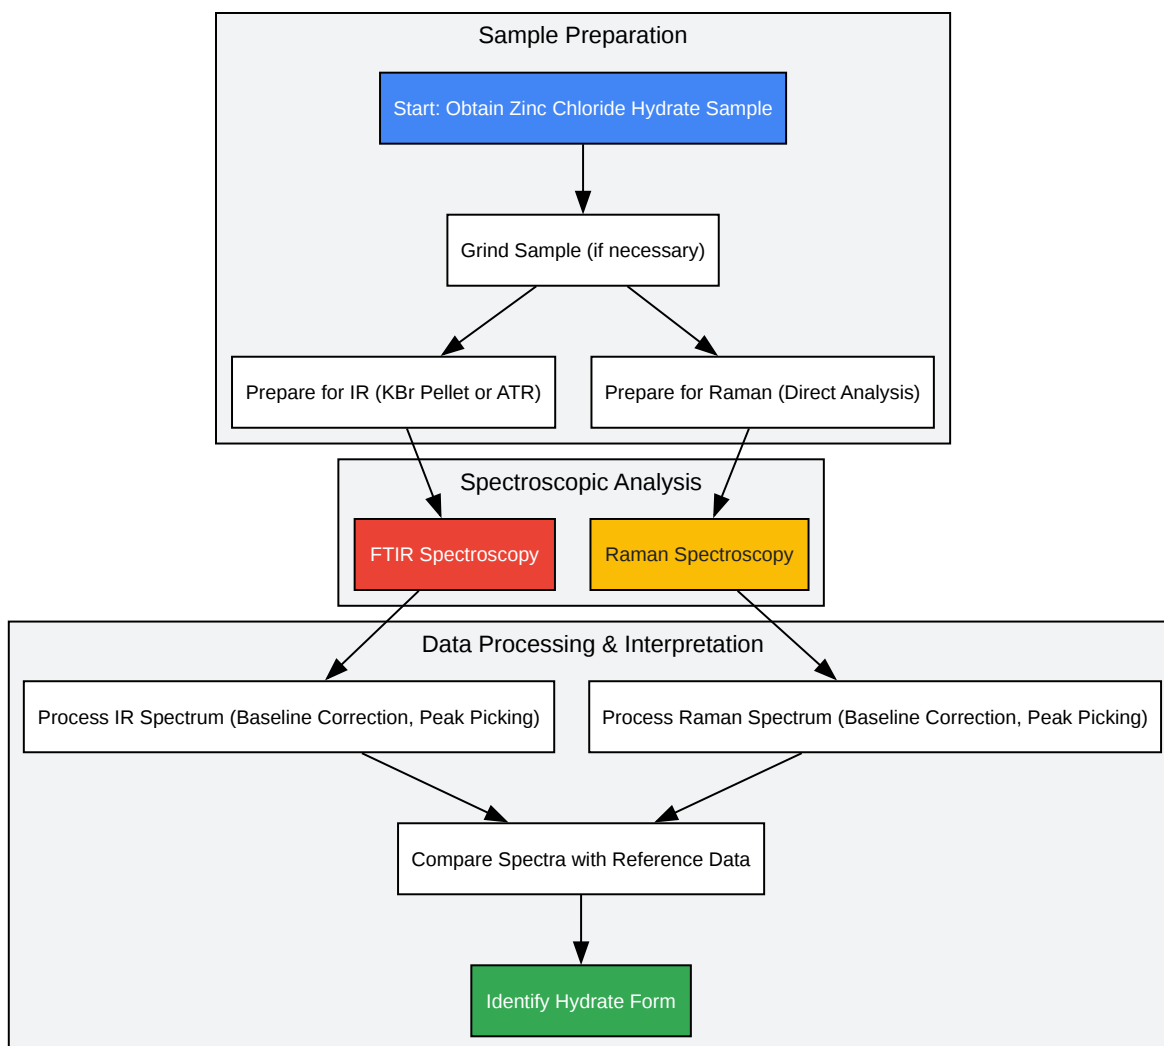 Sample Preparation
Start: Obtain Zinc Chloride Hydrate Sample
Grind Sample (if necessary)
Prepare for IR (KBr Pellet or ATR)
Prepare for Raman (Direct Analysis)
Spectroscopic Analysis
FTIR Spectroscopy
Raman Spectroscopy
Data Processing & Interpretation
Process IR Spectrum (Baseline Correction, Peak Picking)
Process Raman Spectrum (Baseline Correction, Peak Picking)
Compare Spectra with Reference Data
Identify Hydrate Form